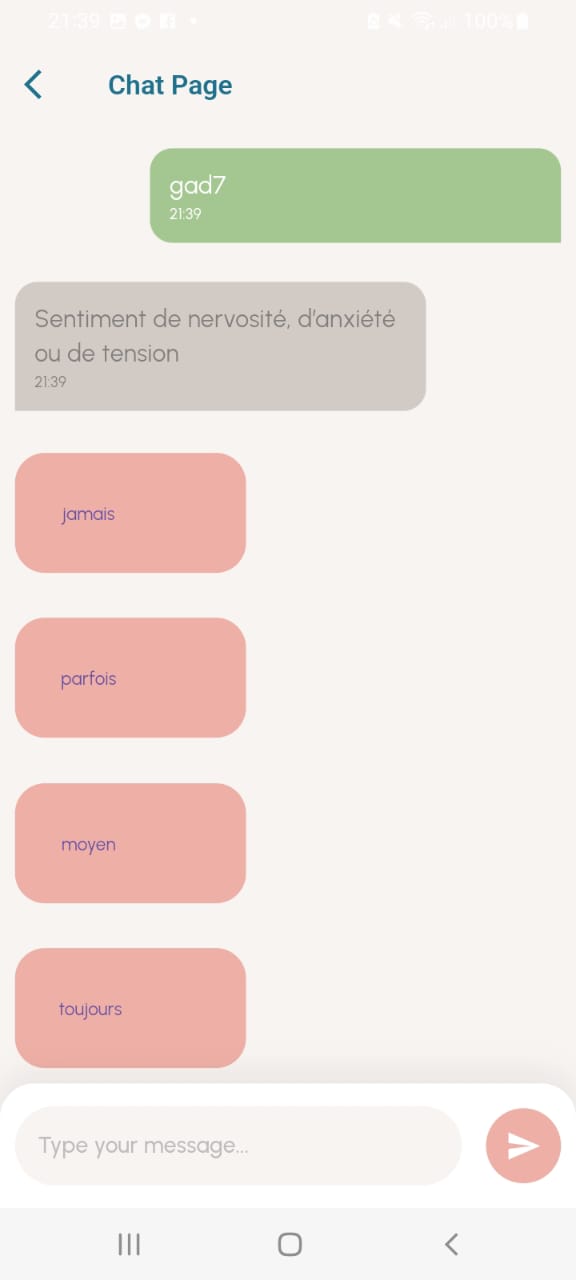 21:39 100%
Chat Page
gad7
21:39
Sentiment de nervosité, d'anxiété
ou de tension
21:39
jamais
parfois
moyen
toujours
Type your message...